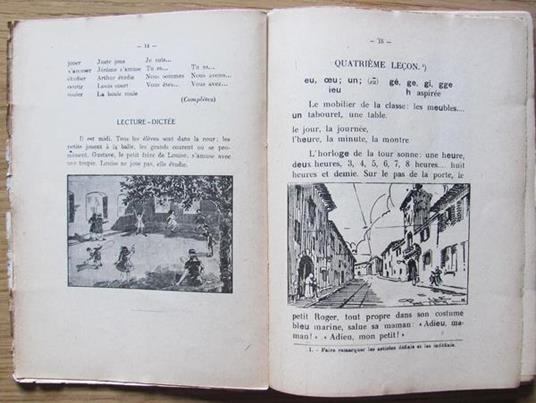 — 14 —
jouer Juste joue Je suis...
s'amuser Jérôme s'amuse Tu es... Tu as...
étudier Arthur étudie Nous sommes Nous avons...
courir Louis court Vous êtes... Vous avez...
rouler La boule roule
(Complétez)
LECTURE-DICTÉE
Il est midi. Tous les élèves sont dans la cour: les
petits jouent à la balle, les grands courent ou se pro-
mènent. Gustave, le petit frère de Louise, s'amuse avec
une toupie. Louise ne joue pas, elle étudie.
— 15 —
QUATRIÈME LEÇON. ¹)
eu, œu; un; gé, ge, gi, gge
ieu h aspirée
Le mobilier de la classe: les meubles...
un tabouret, une table.
le jour, la journée,
l'heure, la minute, la montre
L'horloge de la tour sonne: une heure,
deux heures, 3, 4, 5, 6, 7, 8 heures... huit
heures et demie. Sur le pas de la porte, le
petit Roger, tout propre dans son costume
bleu marine, salue sa maman: «Adieu, ma-
man!» «Adieu, mon petit!»
1. - Faire remarquer les articles définis et les indéfinis.